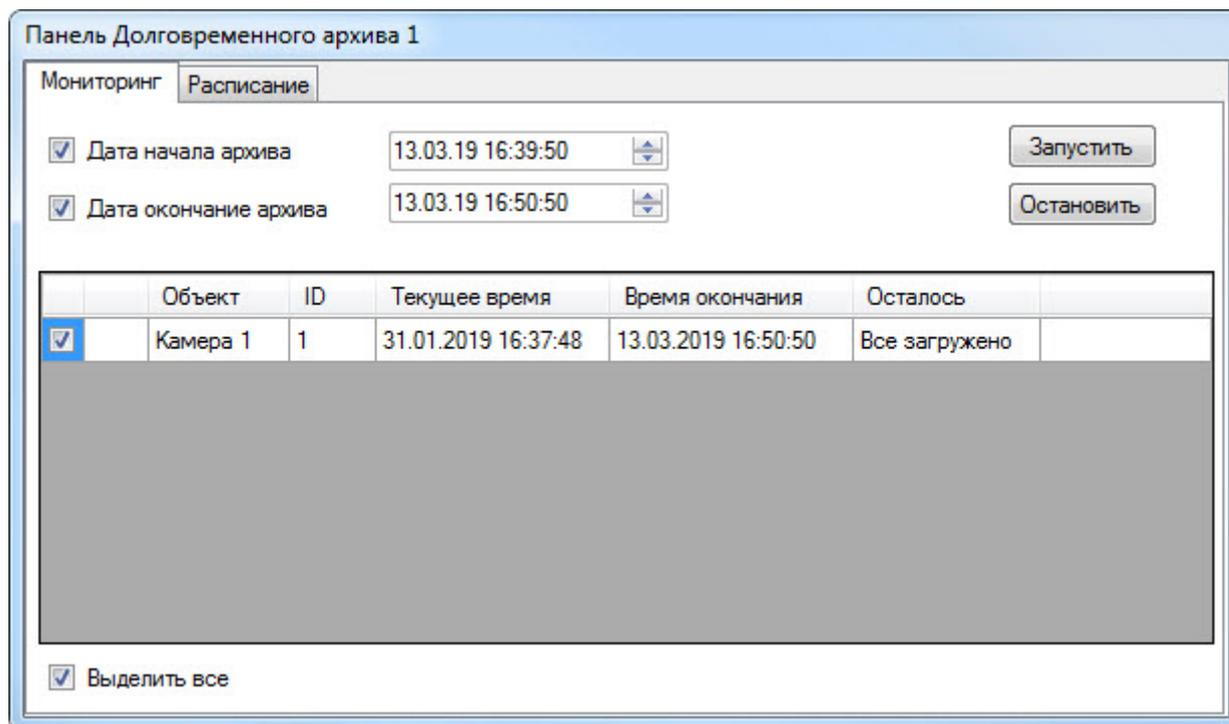 Панель Долговременного архива 1
Мониторинг Расписание
Дата начала архива 13.03.19 16:39:50 Запустить
Дата окончание архива 13.03.19 16:50:50 Остановить
Объект ID Текущее время Время окончания Осталось
Камера 1 1 31.01.2019 16:37:48 13.03.2019 16:50:50 Все загружено
Выделить все